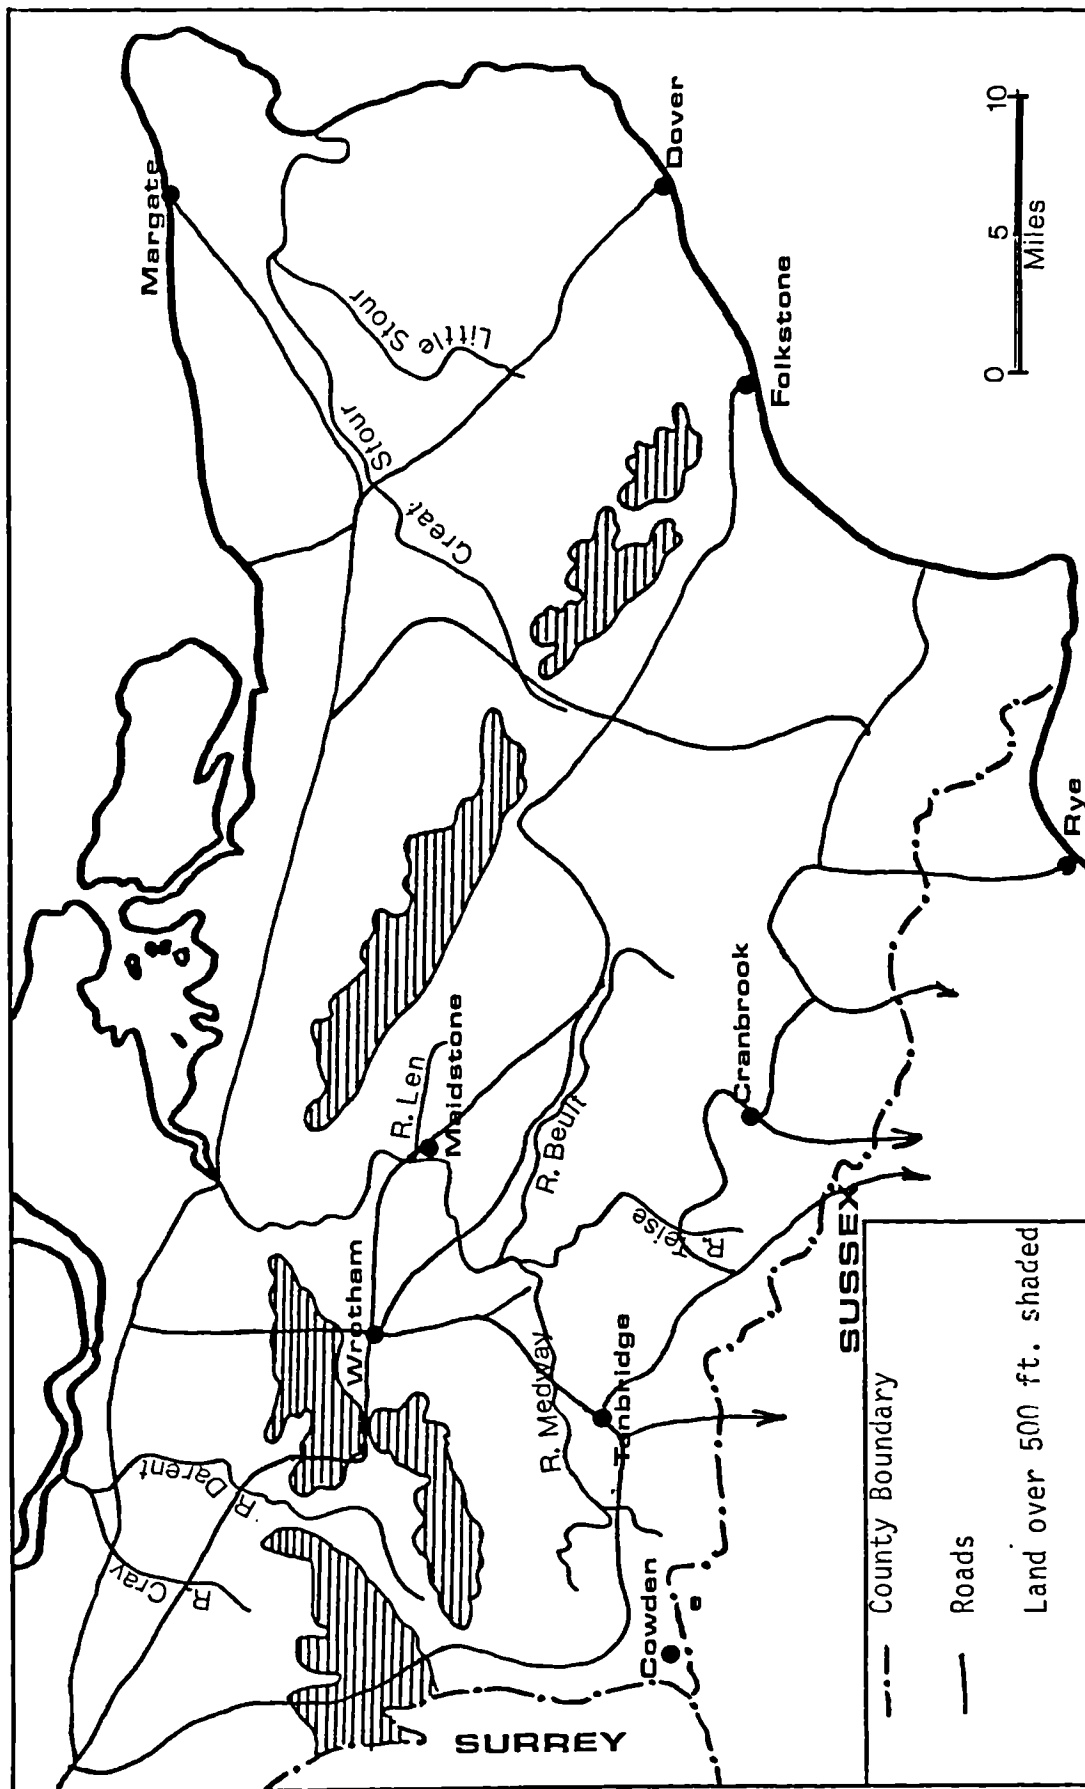 Margate
Little Stour
Great Stour
Dover
Folkstone
R. Len
Maidstone
R. Beult
Cranbrook
R. Teise
Rye
Wrotham
R. Medway
Tonbridge
R. Darent
R. Cray
Cowden
SURREY
SUSSEX
0 5 10
Miles
County Boundary
Roads
Land over 500 ft. shaded